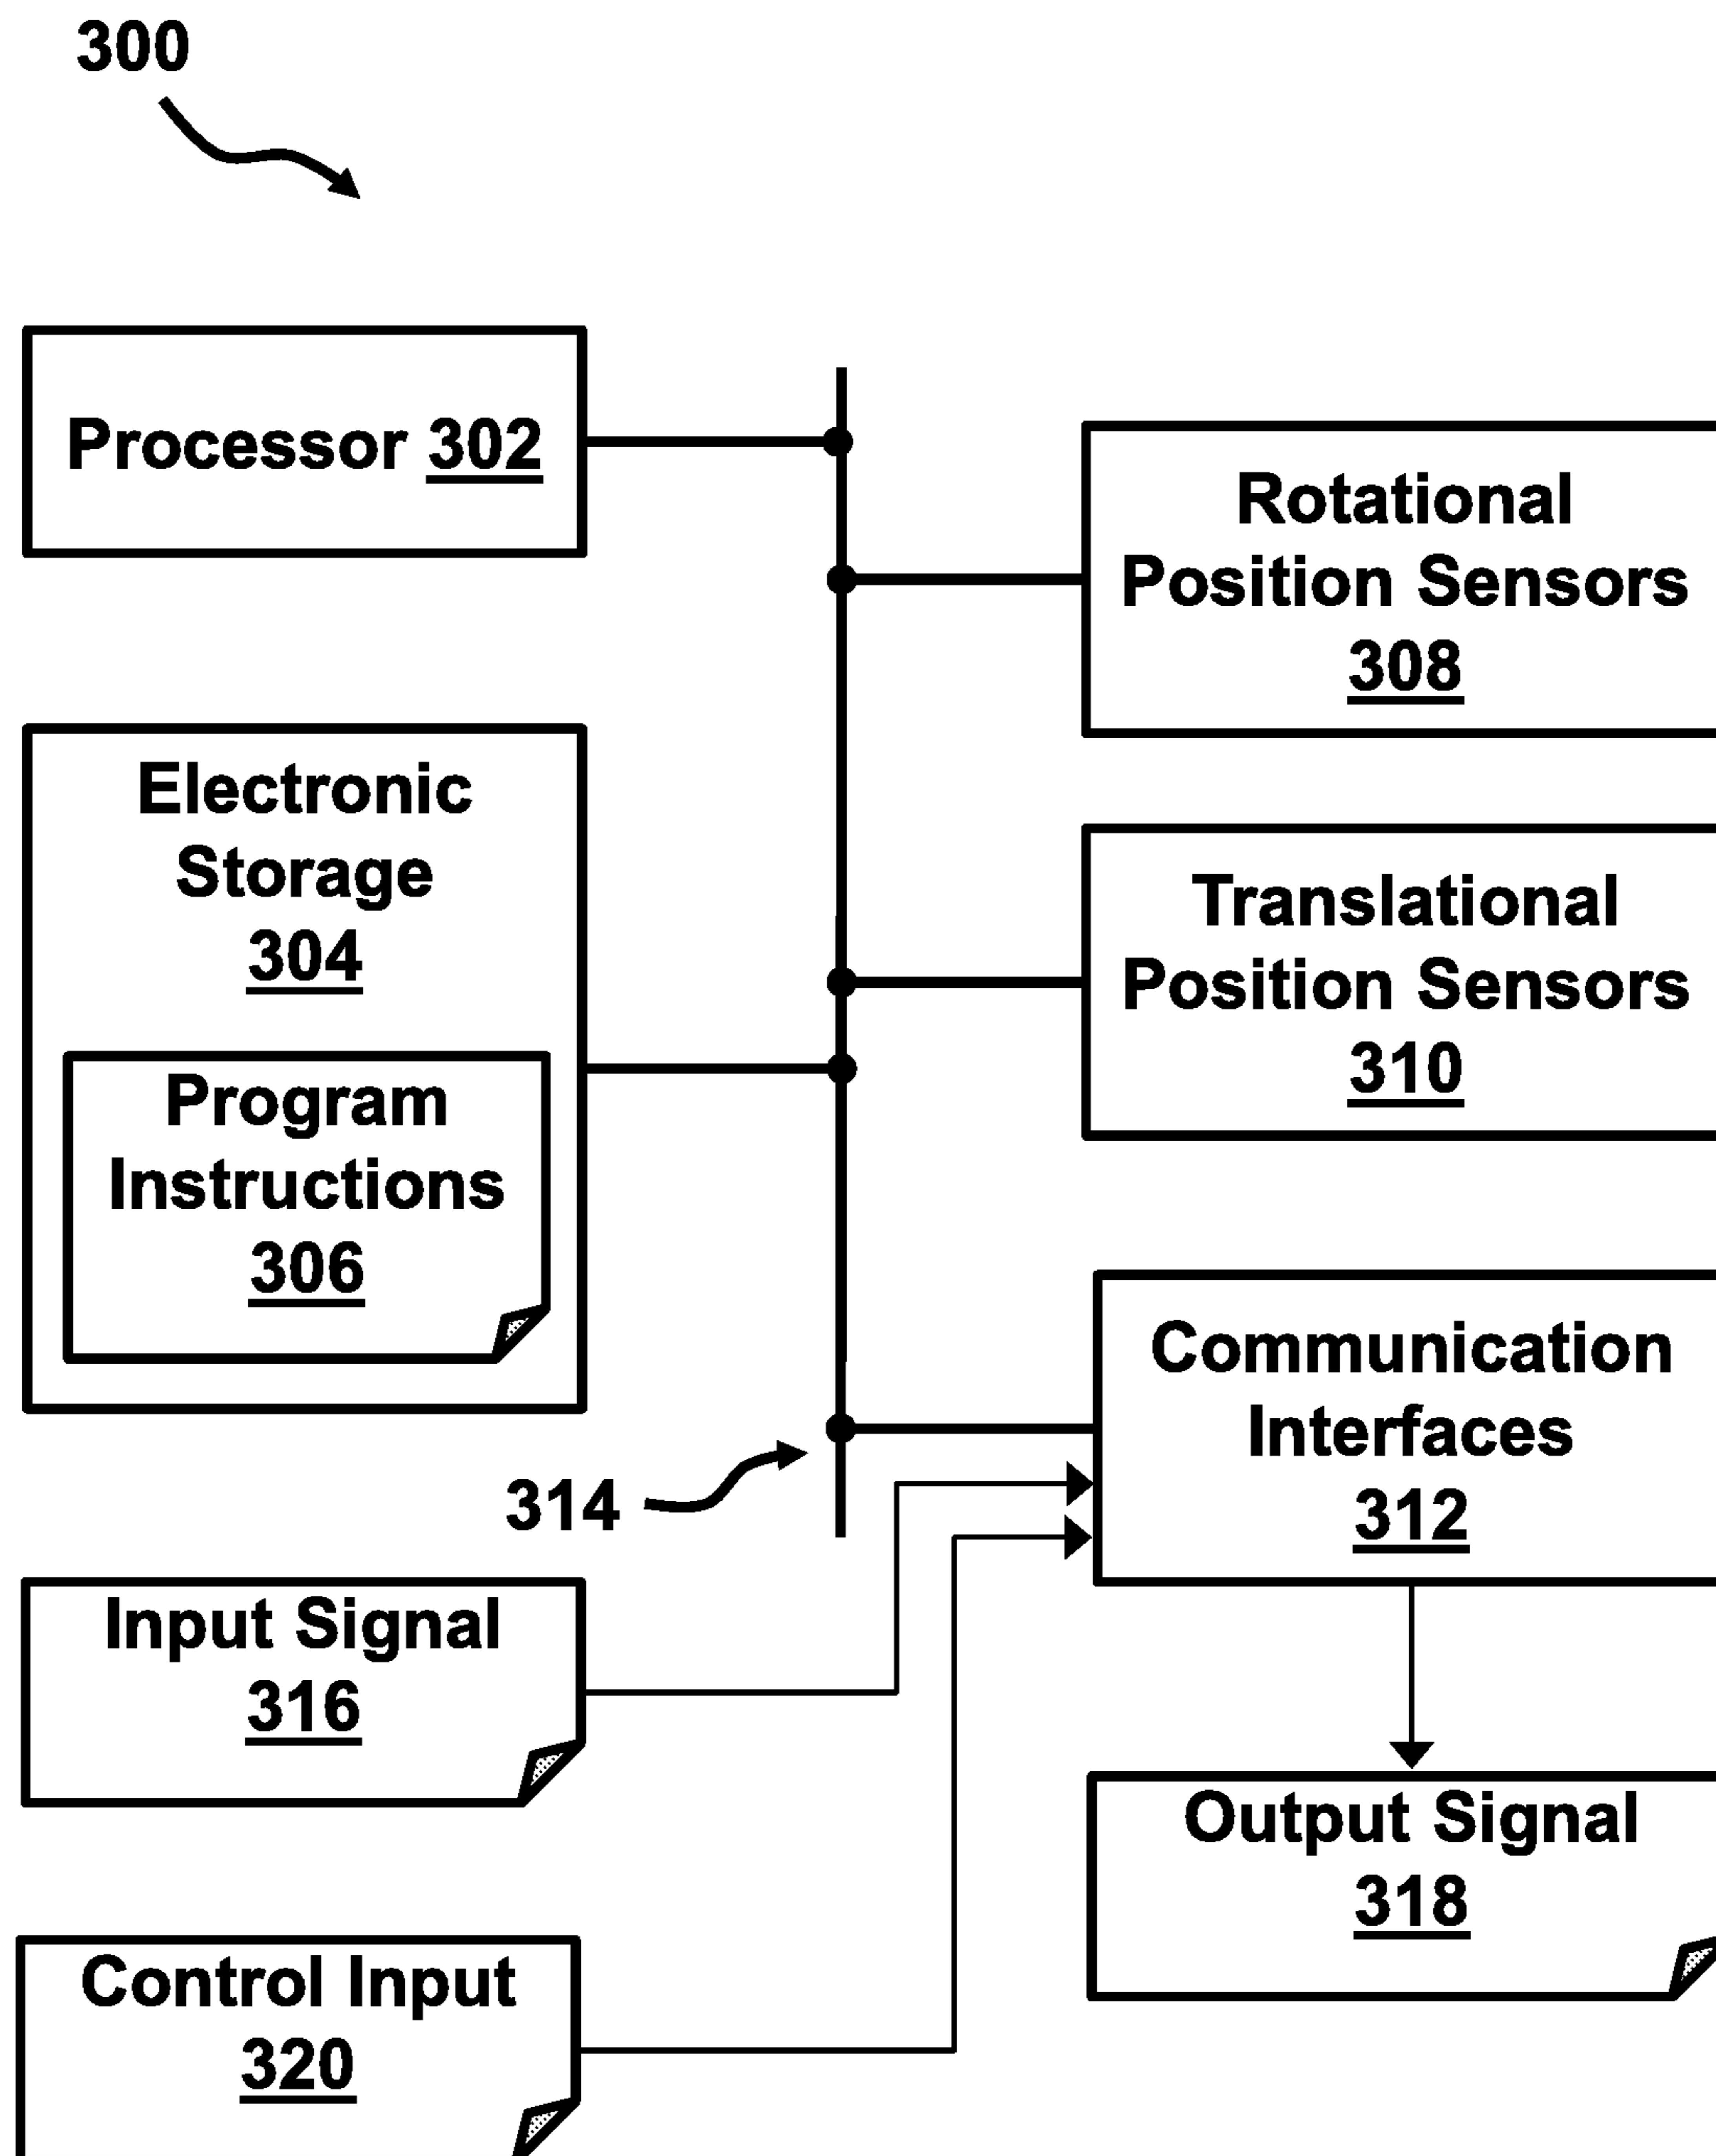 300
Processor 302
Rotational
Position Sensors
308
Electronic
Storage
304
Program
Instructions
306
Translational
Position Sensors
310
Communication
Interfaces
312
314
Input Signal
316
Output Signal
318
Control Input
320